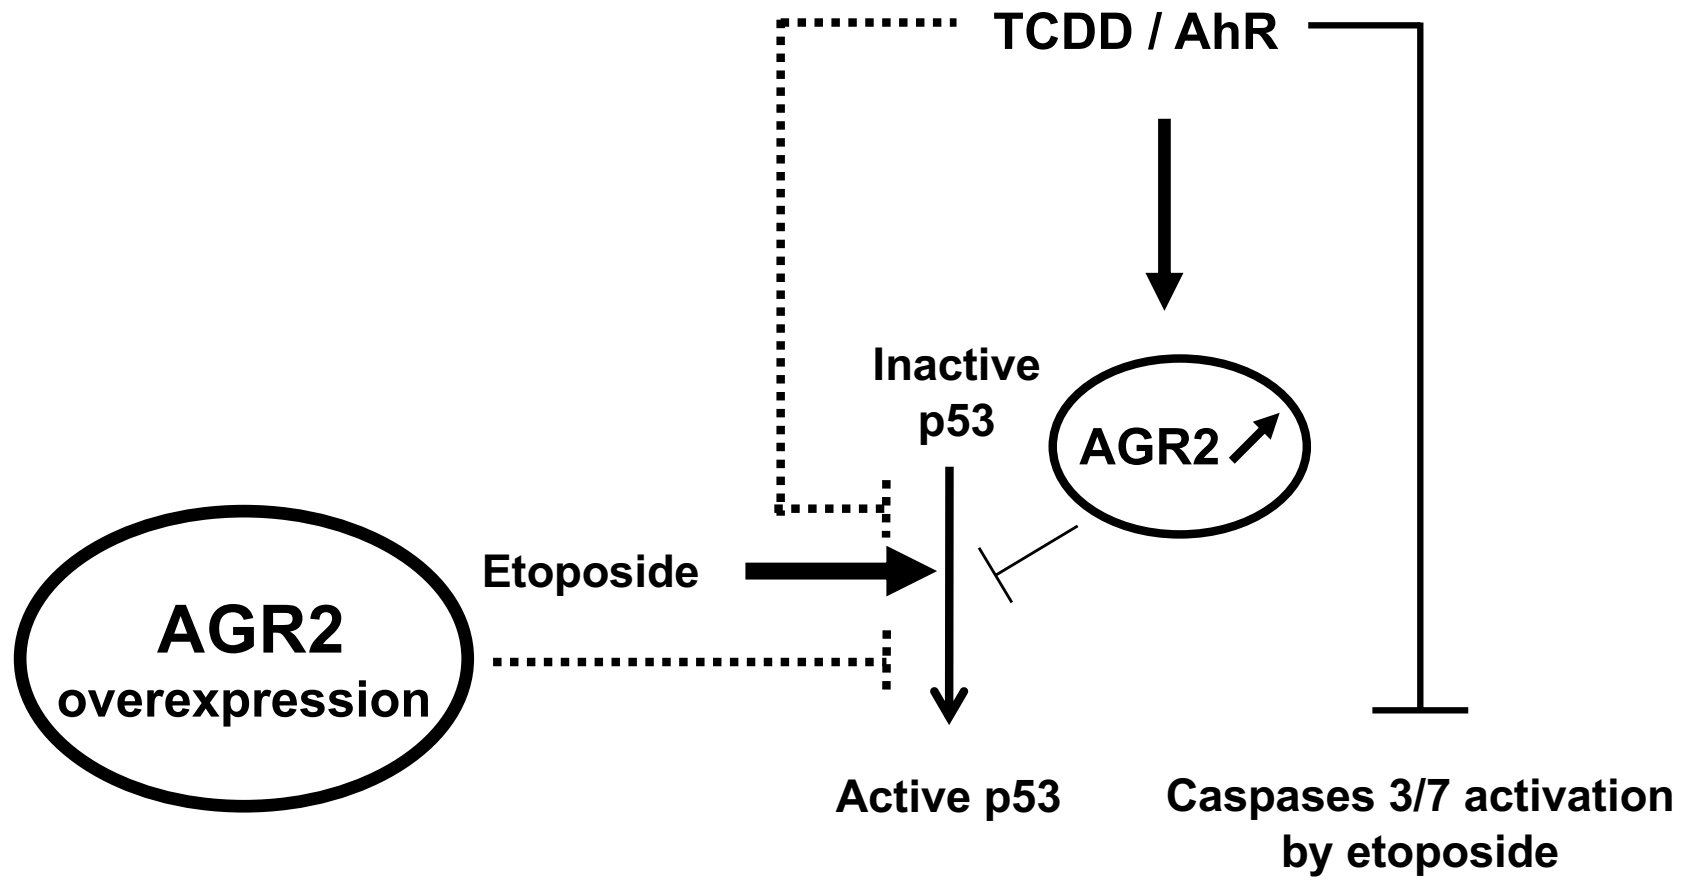 TCDD / AhR
Inactive
p53
AGR2
Etoposide
AGR2
overexpression
Active p53
Caspases 3/7 activation
by etoposide